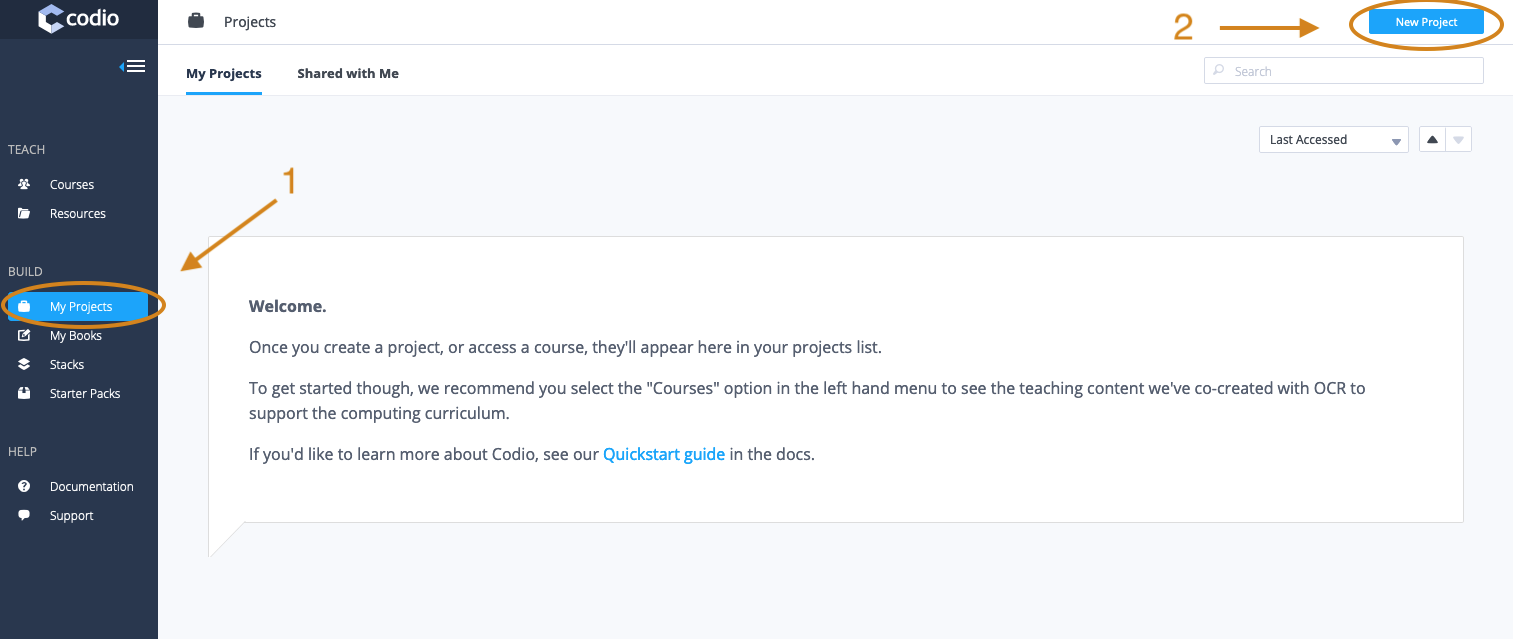 codio
Projects
2
New Project
My Projects
Shared with Me
Search
Last Accessed
TEACH
Courses
Resources
1
BUILD
My Projects
My Books
Stacks
Starter Packs
HELP
Documentation
Support
Welcome.
Once you create a project, or access a course, they'll appear here in your projects list.
To get started though, we recommend you select the "Courses" option in the left hand menu to see the teaching content we've co-created with OCR to
support the computing curriculum.
If you'd like to learn more about Codio, see our Quickstart guide in the docs.